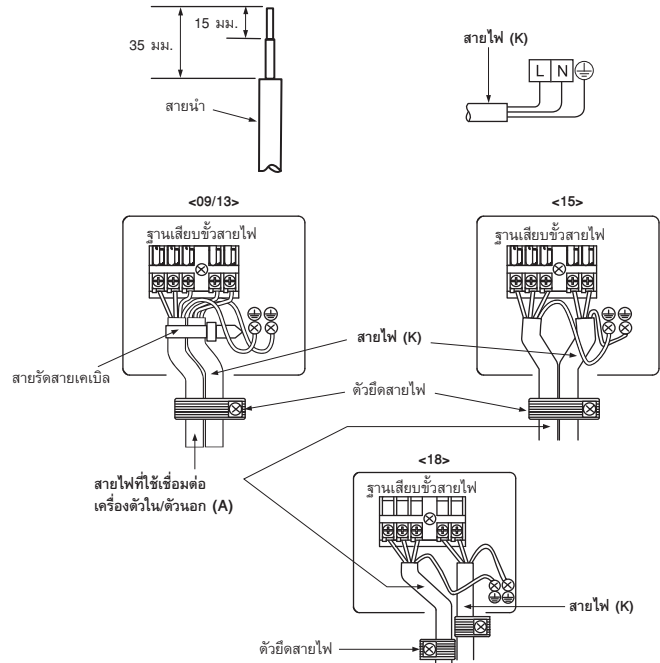 15 มม.
35 มม.
สายนำ
สายไฟ (K)
L N
<09/13>
ฐานเสียบขั้วสายไฟ
<15>
ฐานเสียบขั้วสายไฟ
สายไฟ (K)
สายรัดสายเคเบิล
ตัวยึดสายไฟ
สายไฟที่ใช้เชื่อมต่อ
เครื่องตัวใน/ตัวนอก (A)
<18>
ฐานเสียบขั้วสายไฟ
สายไฟ (K)
ตัวยึดสายไฟ